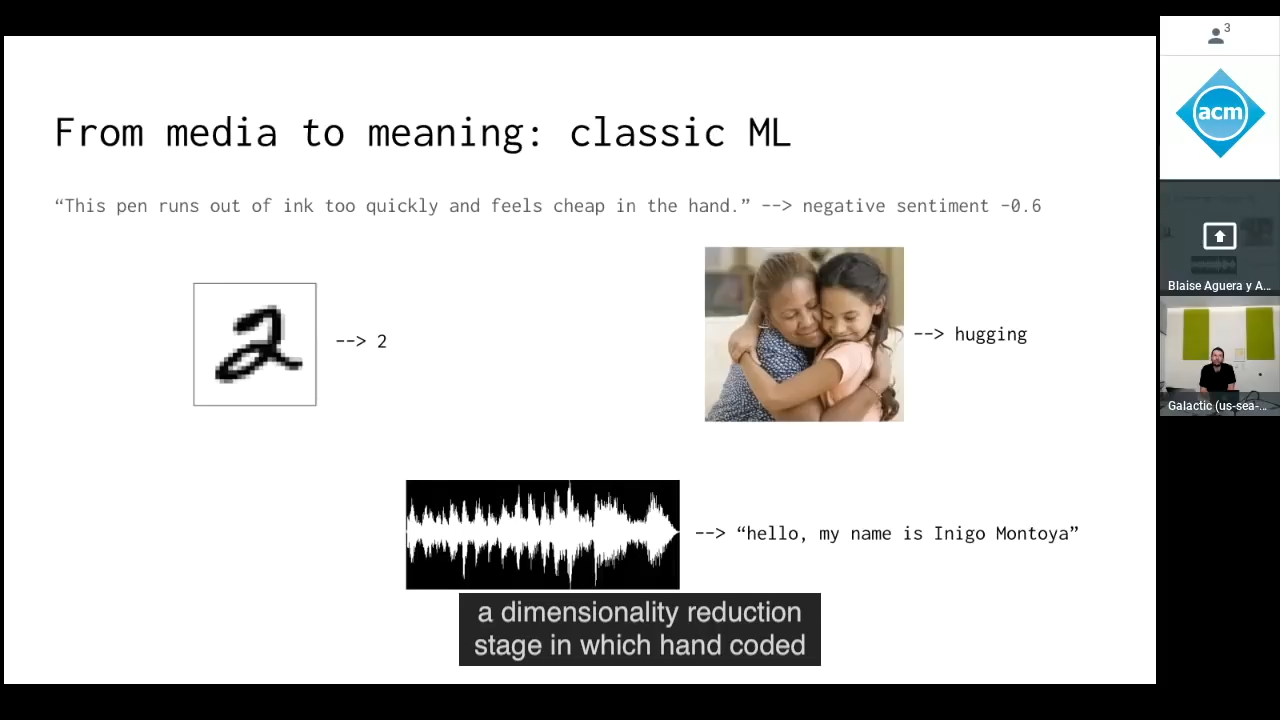 3
acm
From media to meaning: classic ML
“This pen runs out of ink too quickly and feels cheap in the hand.” --> negative sentiment -0.6
2
--> 2
--> hugging
--> “hello, my name is Inigo Montoya”
a dimensionality reduction
stage in which hand coded
Blaise Aguera y A...
Galactic (us-sea-...